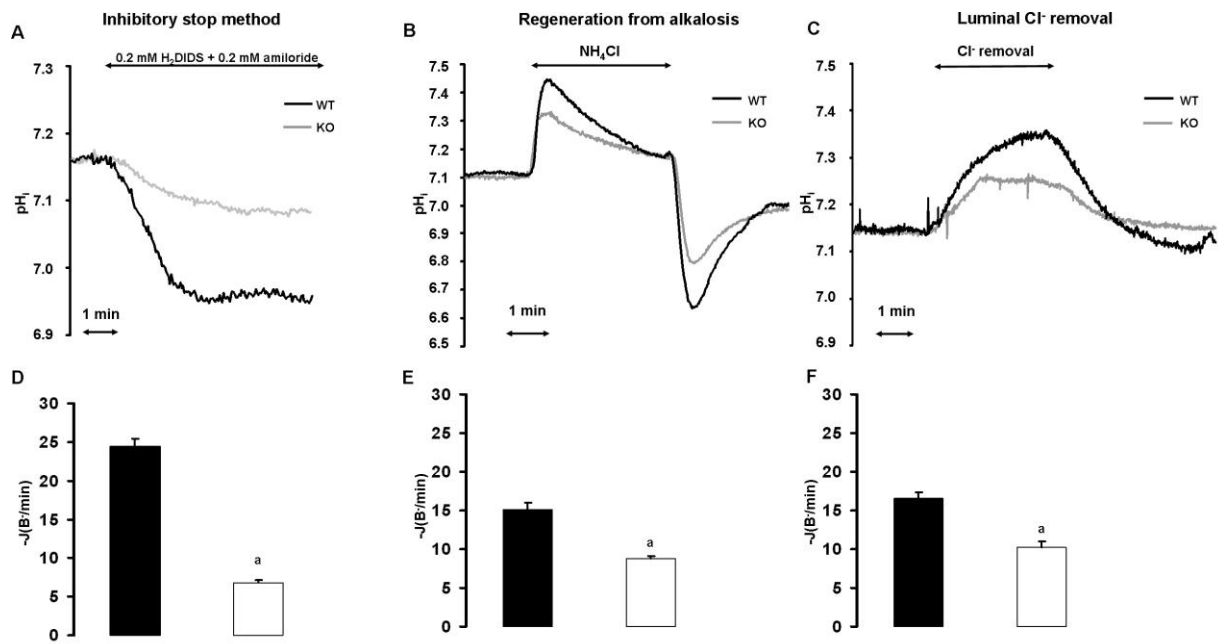 Inhibitory stop method
Regeneration from alkalosis
Luminal Cl⁻ removal
A
0.2 mM H₂DIDS + 0.2 mM amiloride
7.3
7.2
7.1
7.0
6.9
pHᵢ
WT
KO
1 min
B
NH₄Cl
7.5
7.4
7.3
7.2
7.1
7.0
6.9
6.8
6.7
6.6
6.5
pHᵢ
WT
KO
1 min
C
Cl⁻ removal
7.5
7.4
7.3
7.2
7.1
7.0
6.9
pHᵢ
WT
KO
1 min
D
30
25
20
15
10
5
0
-J(B⁻/min)
a
E
30
25
20
15
10
5
0
-J(B⁻/min)
a
F
30
25
20
15
10
5
0
-J(B⁻/min)
a